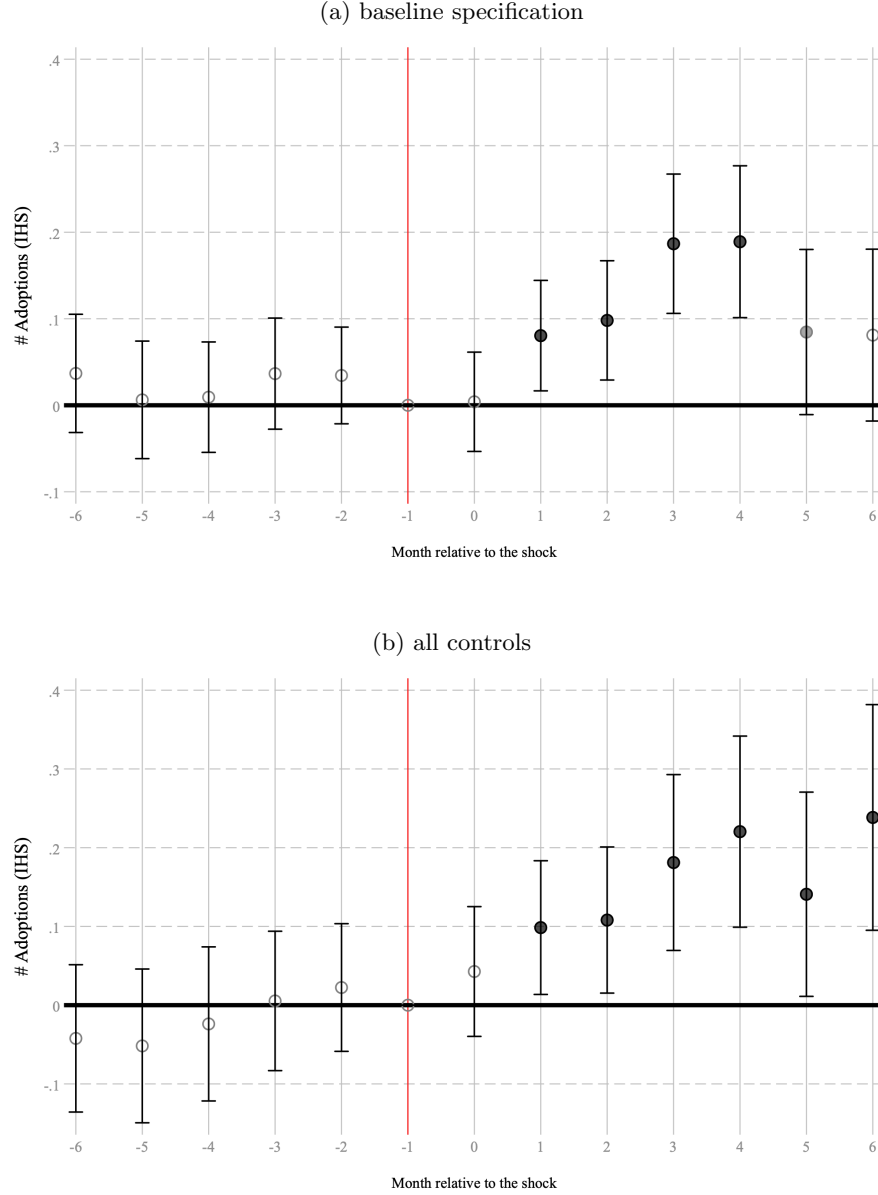 (a) baseline specification
# Adoptions (IHS)
.4
.3
.2
.1
0
-.1
-6 -5 -4 -3 -2 -1 0 1 2 3 4 5 6
Month relative to the shock
(b) all controls
# Adoptions (IHS)
.4
.3
.2
.1
0
-.1
-6 -5 -4 -3 -2 -1 0 1 2 3 4 5 6
Month relative to the shock